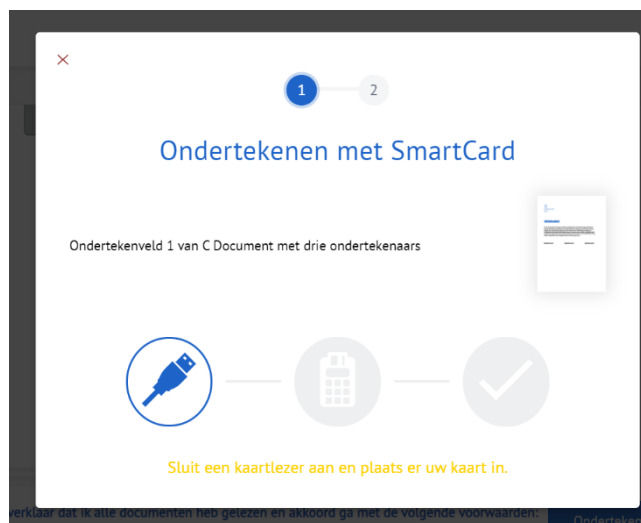 1
2
Ondertekenen met SmartCard
Ondertekenveld 1 van C Document met drie ondertekenaars
Sluit een kaartlezer aan en plaats er uw kaart in.
verklaar dat ik alle documenten heb gelezen en akkoord ga met de volgende voorwaarden: